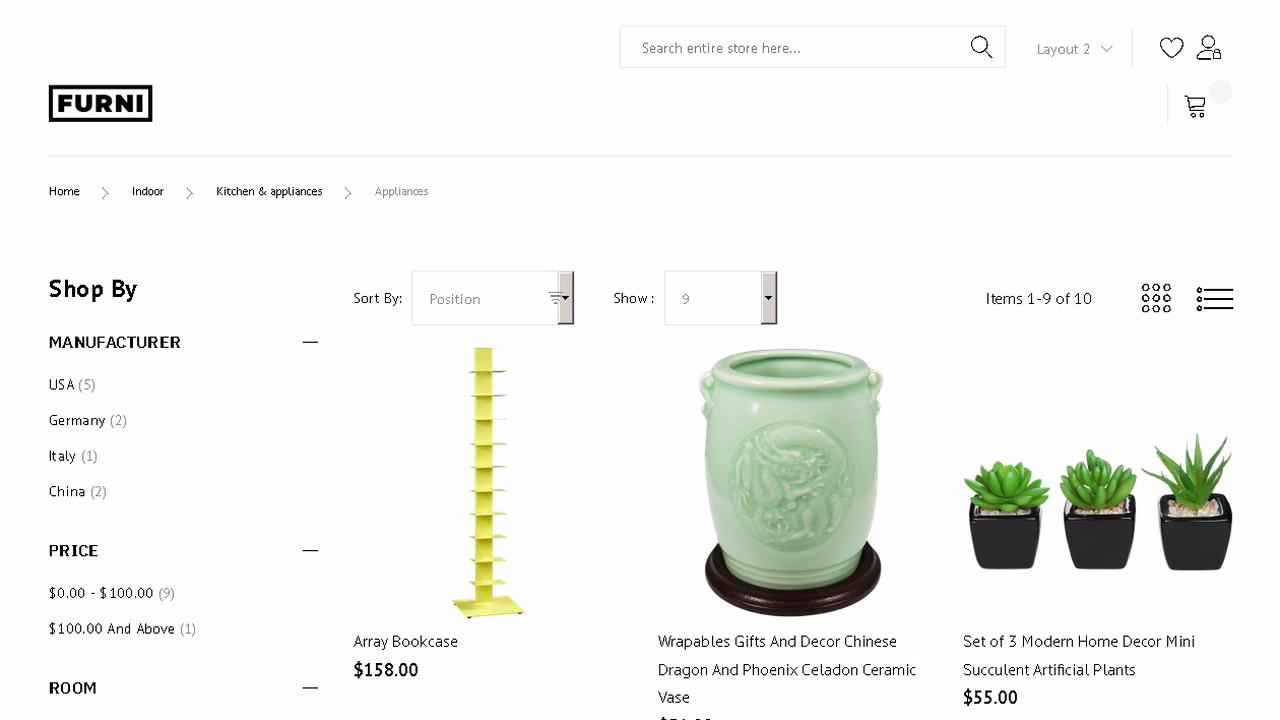 Search entire store here...
Layout 2
FURNI
Home
Indoor
Kitchen & appliances
Appliances
Shop By
Sort By:
Position
Show :
9
Items 1-9 of 10
MANUFACTURER
USA (5)
Germany (2)
Italy (1)
China (2)
PRICE
$0.00 - $100.00 (9)
$100.00 And Above (1)
ROOM
Array Bookcase
$158.00
Wrapables Gifts And Decor Chinese
Dragon And Phoenix Celadon Ceramic
Vase
Set of 3 Modern Home Decor Mini
Succulent Artificial Plants
$55.00